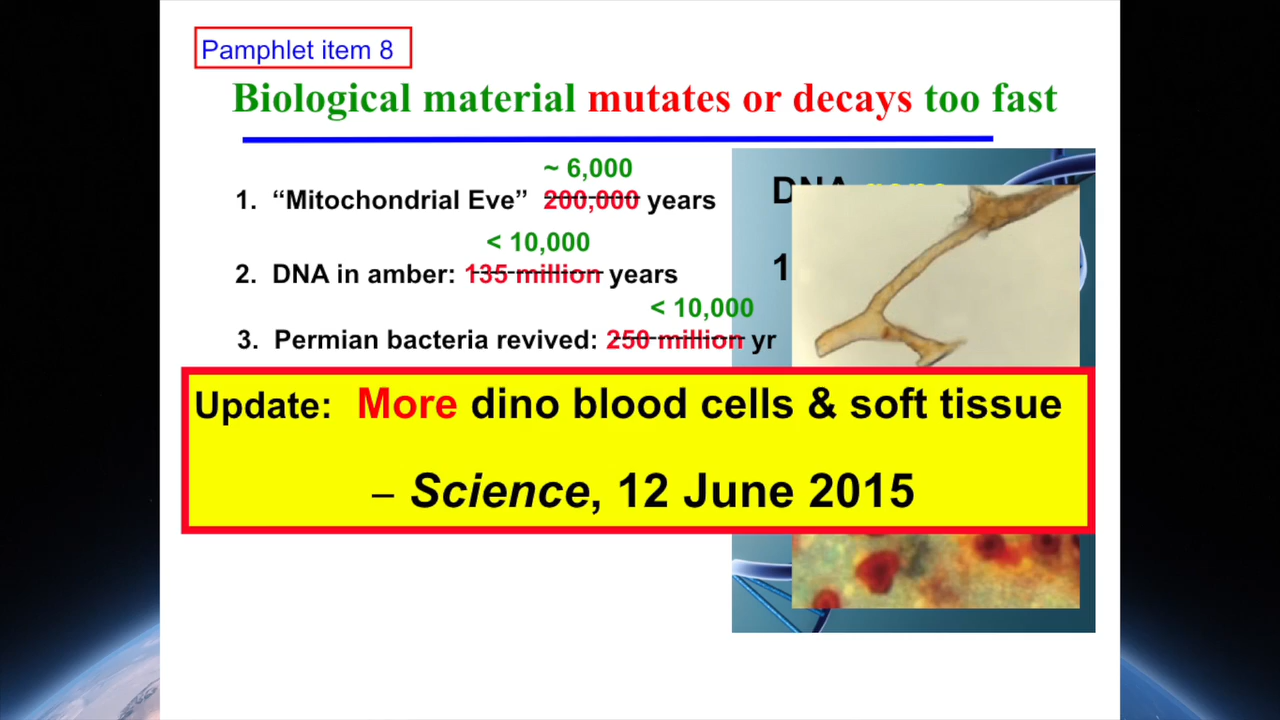 Pamphlet item 8
Biological material mutates or decays too fast
~ 6,000
1. “Mitochondrial Eve” 200,000 years
< 10,000
2. DNA in amber: 135 million years
< 10,000
3. Permian bacteria revived: 250 million yr
DNA
1
Update: More dino blood cells & soft tissue
– Science, 12 June 2015